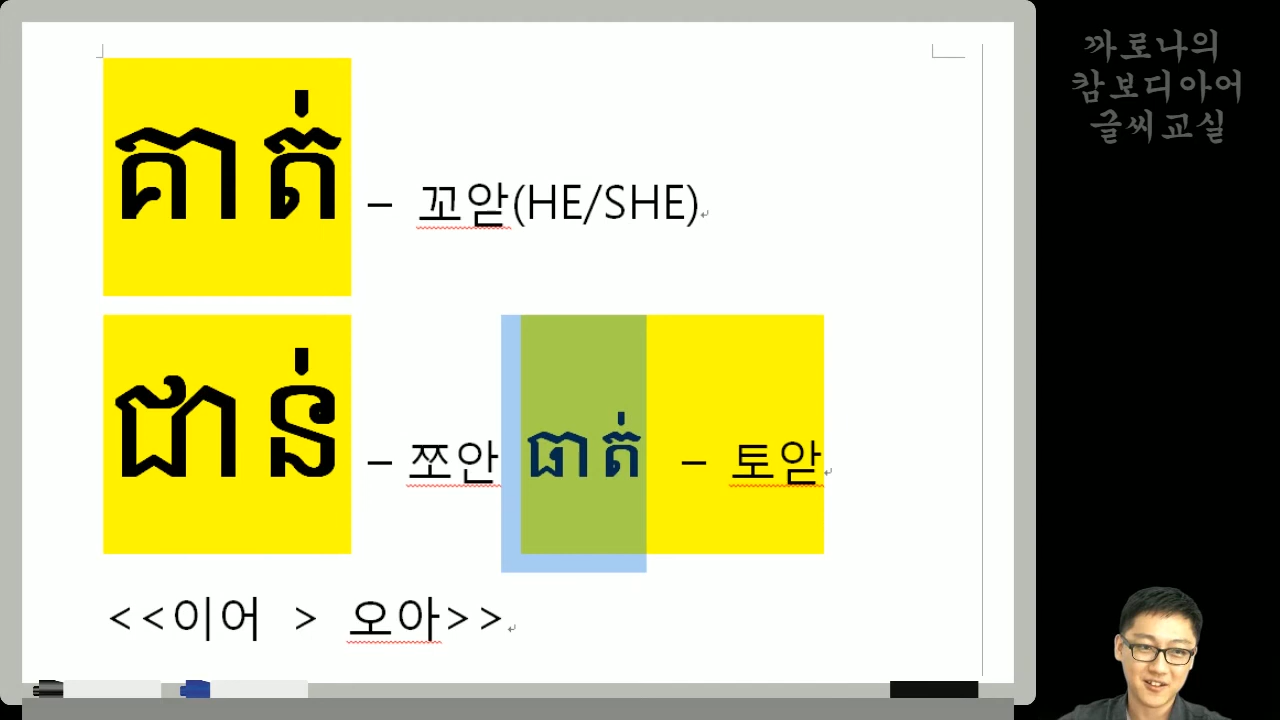 គាត់ – 꼬앋(HE/SHE)
ជាន់ – 쪼안 ធាត់ – 토앋
<<이어 > 오아>>
까로나의
캄보디아어
글씨교실